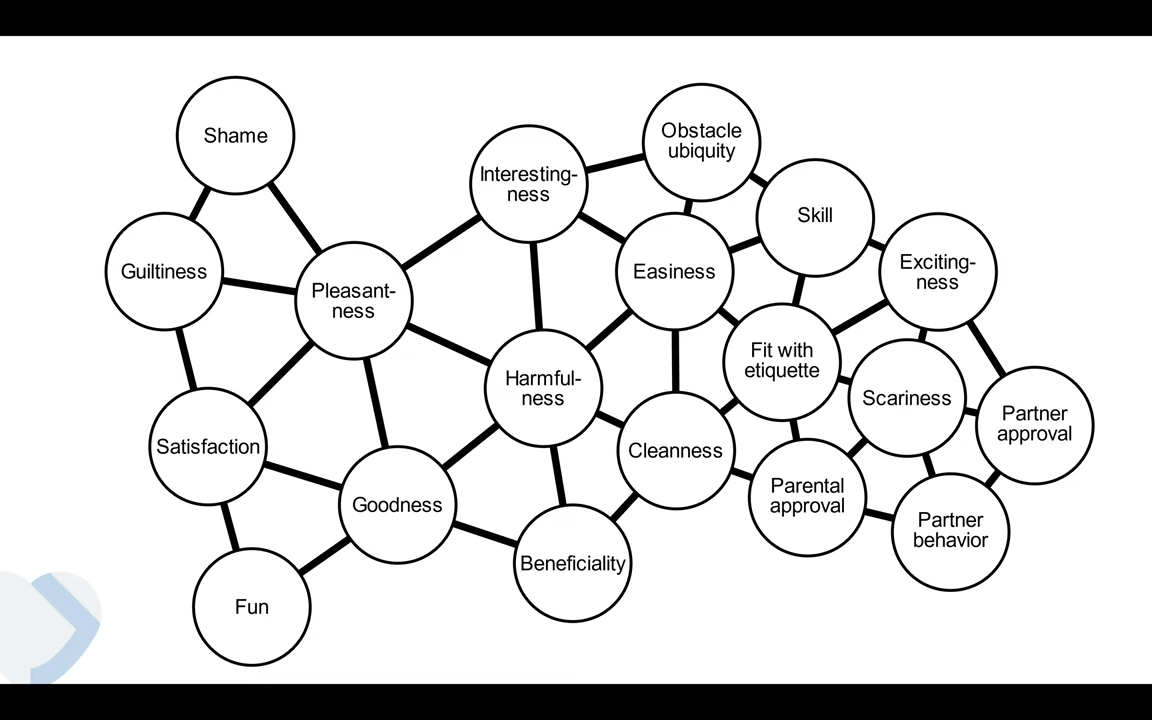 Shame
Obstacle
ubiquity
Interesting-
ness
Skill
Guiltiness
Easiness
Exciting-
ness
Pleasant-
ness
Fit with
etiquette
Harmful-
ness
Scariness
Partner
approval
Satisfaction
Cleanness
Goodness
Parental
approval
Partner
behavior
Beneficiality
Fun